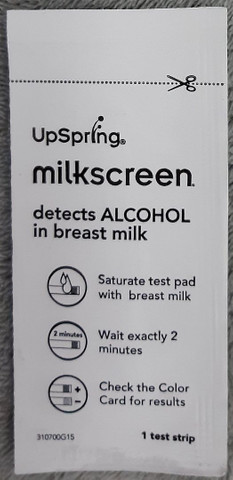 UpSpring®
milkscreen™
detects ALCOHOL
in breast milk
Saturate test pad
with breast milk
2 minutes
Wait exactly 2
minutes
+
Check the Color
−
Card for results
310700G15
1 test strip